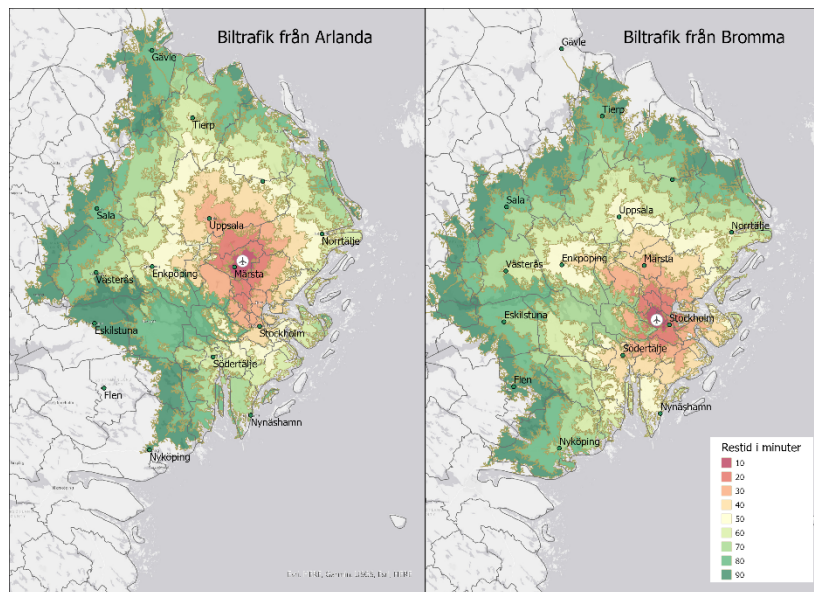 Biltrafik från Arlanda
Gävle
Tierp
Sala
Uppsala
Norrtälje
Västerås
Enkpöping
Märsta
Eskilstuna
Stockholm
Södertälje
Flen
Nynäshamn
Nyköping
Biltrafik från Bromma
Gävle
Tierp
Sala
Uppsala
Norrtälje
Västerås
Enkpöping
Märsta
Eskilstuna
Stockholm
Södertälje
Flen
Nynäshamn
Nyköping
Restid i minuter
10
20
30
40
50
60
70
80
90